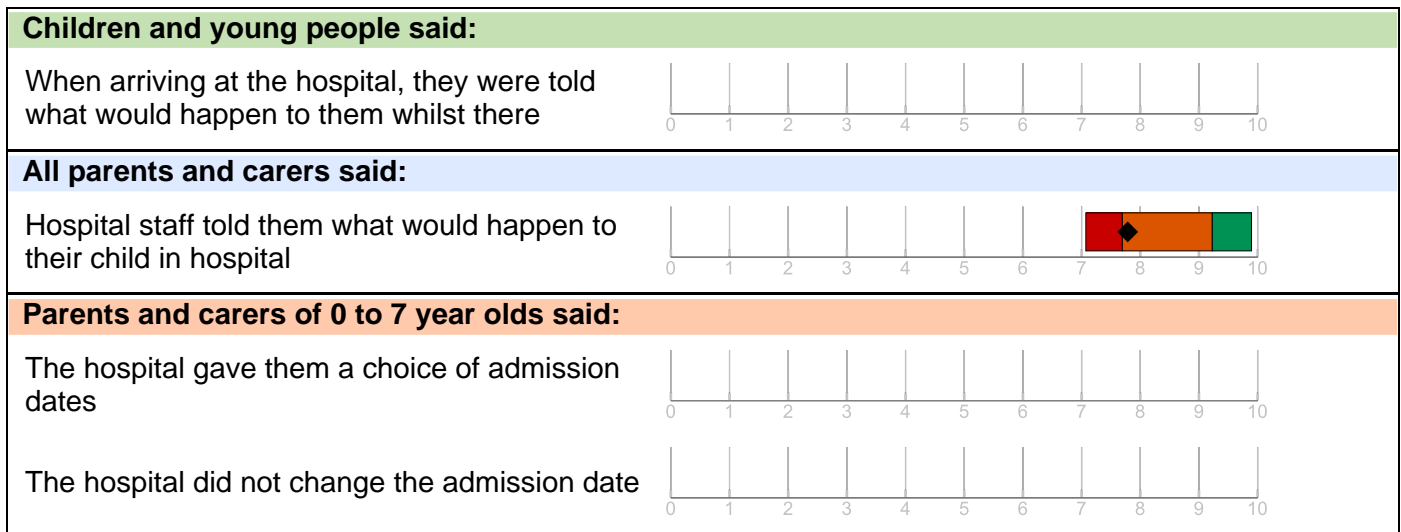 Children and young people said:
When arriving at the hospital, they were told
what would happen to them whilst there
0 1 2 3 4 5 6 7 8 9 10
All parents and carers said:
Hospital staff told them what would happen to
their child in hospital
0 1 2 3 4 5 6 7 8 9 10
Parents and carers of 0 to 7 year olds said:
The hospital gave them a choice of admission
dates
0 1 2 3 4 5 6 7 8 9 10
The hospital did not change the admission date
0 1 2 3 4 5 6 7 8 9 10